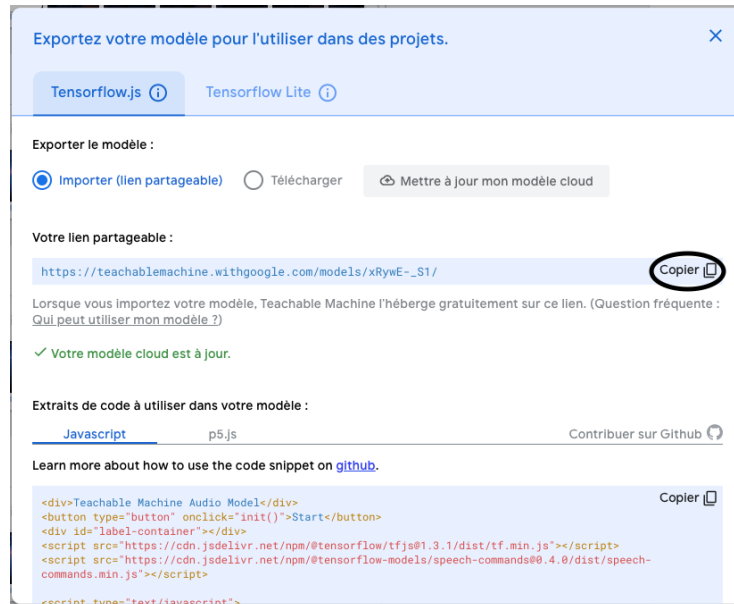 Exportez votre modèle pour l'utiliser dans des projets.
Tensorflow.js
Tensorflow Lite
Exporter le modèle :
Importer (lien partageable)
Télécharger
Mettre à jour mon modèle cloud
Votre lien partageable :
https://teachablemachine.withgoogle.com/models/xRywE-_S1/
Copier
Lorsque vous importez votre modèle, Teachable Machine l'héberge gratuitement sur ce lien. (Question fréquente :
Qui peut utiliser mon modèle ?)
Votre modèle cloud est à jour.
Extraits de code à utiliser dans votre modèle :
Javascript
p5.js
Contribuer sur Github
Learn more about how to use the code snippet on github.
Copier
<div>Teachable Machine Audio Model</div>
<button type="button" onclick="init()">Start</button>
<div id="label-container"></div>
<script src="https://cdn.jsdelivr.net/npm/@tensorflow/tfjs@1.3.1/dist/tf.min.js"></script>
<script src="https://cdn.jsdelivr.net/npm/@tensorflow-models/speech-commands@0.4.0/dist/speech-
commands.min.js"></script>
<script type="text/javascript">